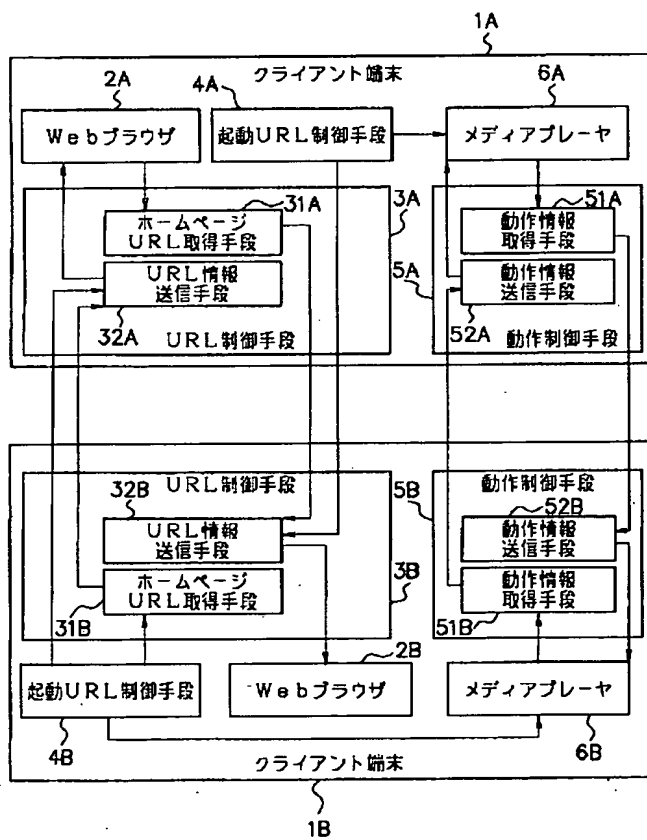 1A
クライアント端末
2A
4A
6A
Webブラウザ
起動URL制御手段
メディアプレーヤ
31A
3A
51A
ホームページ
URL取得手段
動作情報
取得手段
5A
URL情報
送信手段
動作情報
送信手段
32A
URL制御手段
52A
動作制御手段
32B
URL制御手段
5B
動作制御手段
52B
URL情報
送信手段
動作情報
送信手段
ホームページ
URL取得手段
3B
動作情報
取得手段
31B
51B
2B
起動URL制御手段
Webブラウザ
メディアプレーヤ
4B
6B
クライアント端末
1B